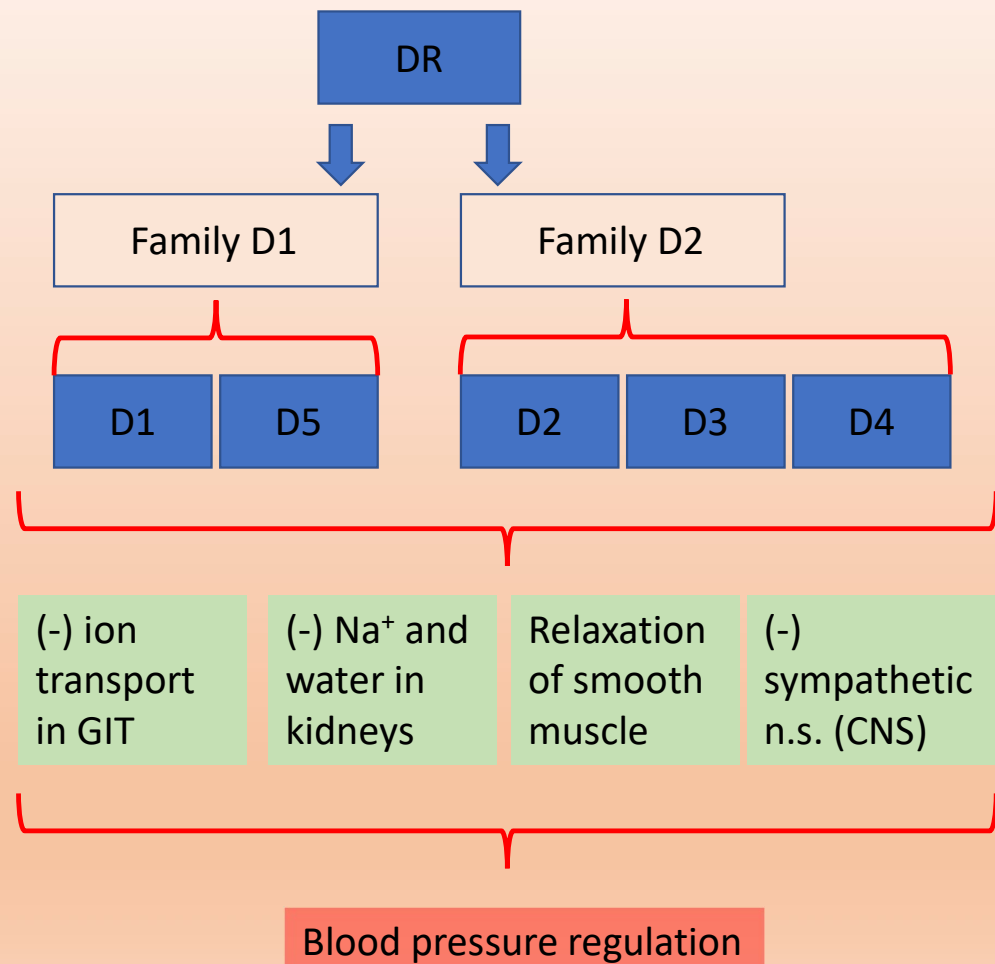 DR
Family D1
Family D2
D1
D5
D2
D3
D4
(-) ion
transport
in GIT
(-) Na⁺ and
water in
kidneys
Relaxation
of smooth
muscle
(-)
sympathetic
n.s. (CNS)
Blood pressure regulation